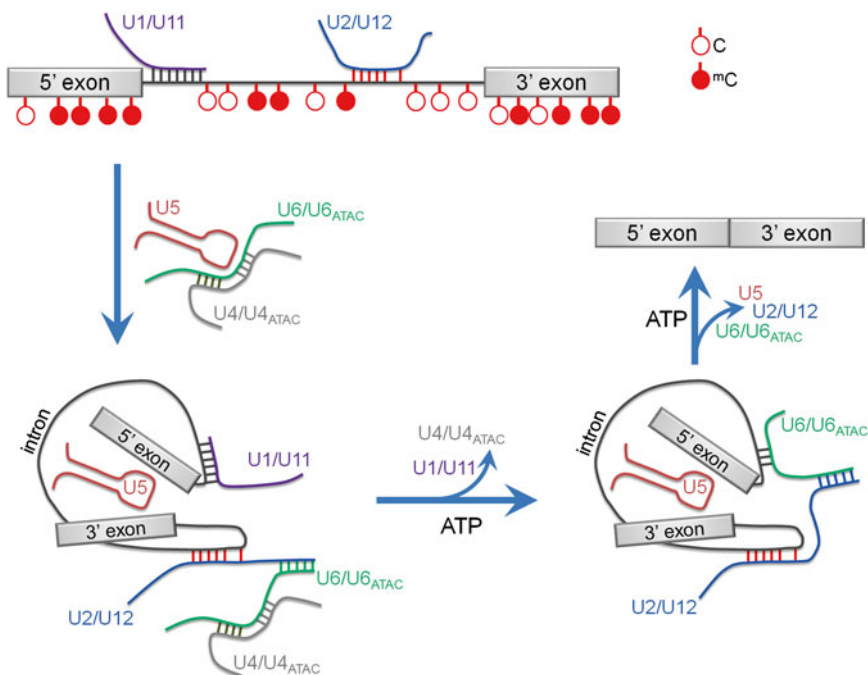 U1/U11
U2/U12
C
mC
5' exon
3' exon
U5
U6/U6ATAC
U4/U4ATAC
5' exon
3' exon
ATP
U5
U2/U12
U6/U6ATAC
intron
5' exon
U1/U11
U5
3' exon
U2/U12
U6/U6ATAC
U4/U4ATAC
U4/U4ATAC
U1/U11
ATP
intron
5' exon
U6/U6ATAC
U5
3' exon
U2/U12